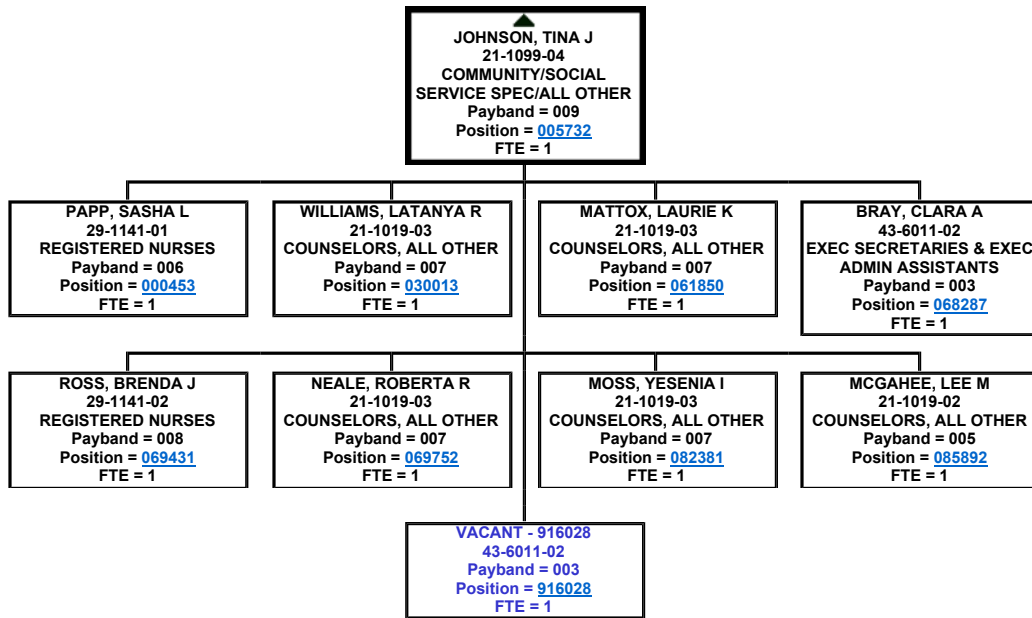 JOHNSON, TINA J
21-1099-04
COMMUNITY/SOCIAL
SERVICE SPEC/ALL OTHER
Payband = 009
Position = 005732
FTE = 1
PAPP, SASHA L
29-1141-01
REGISTERED NURSES
Payband = 006
Position = 000453
FTE = 1
WILLIAMS, LATANYA R
21-1019-03
COUNSELORS, ALL OTHER
Payband = 007
Position = 030013
FTE = 1
MATTOX, LAURIE K
21-1019-03
COUNSELORS, ALL OTHER
Payband = 007
Position = 061850
FTE = 1
BRAY, CLARA A
43-6011-02
EXEC SECRETARIES & EXEC
ADMIN ASSISTANTS
Payband = 003
Position = 068287
FTE = 1
ROSS, BRENDA J
29-1141-02
REGISTERED NURSES
Payband = 008
Position = 069431
FTE = 1
NEALE, ROBERTA R
21-1019-03
COUNSELORS, ALL OTHER
Payband = 007
Position = 069752
FTE = 1
MOSS, YESENIA I
21-1019-03
COUNSELORS, ALL OTHER
Payband = 007
Position = 082381
FTE = 1
MCGAHEE, LEE M
21-1019-02
COUNSELORS, ALL OTHER
Payband = 005
Position = 085892
FTE = 1
VACANT - 916028
43-6011-02
Payband = 003
Position = 916028
FTE = 1